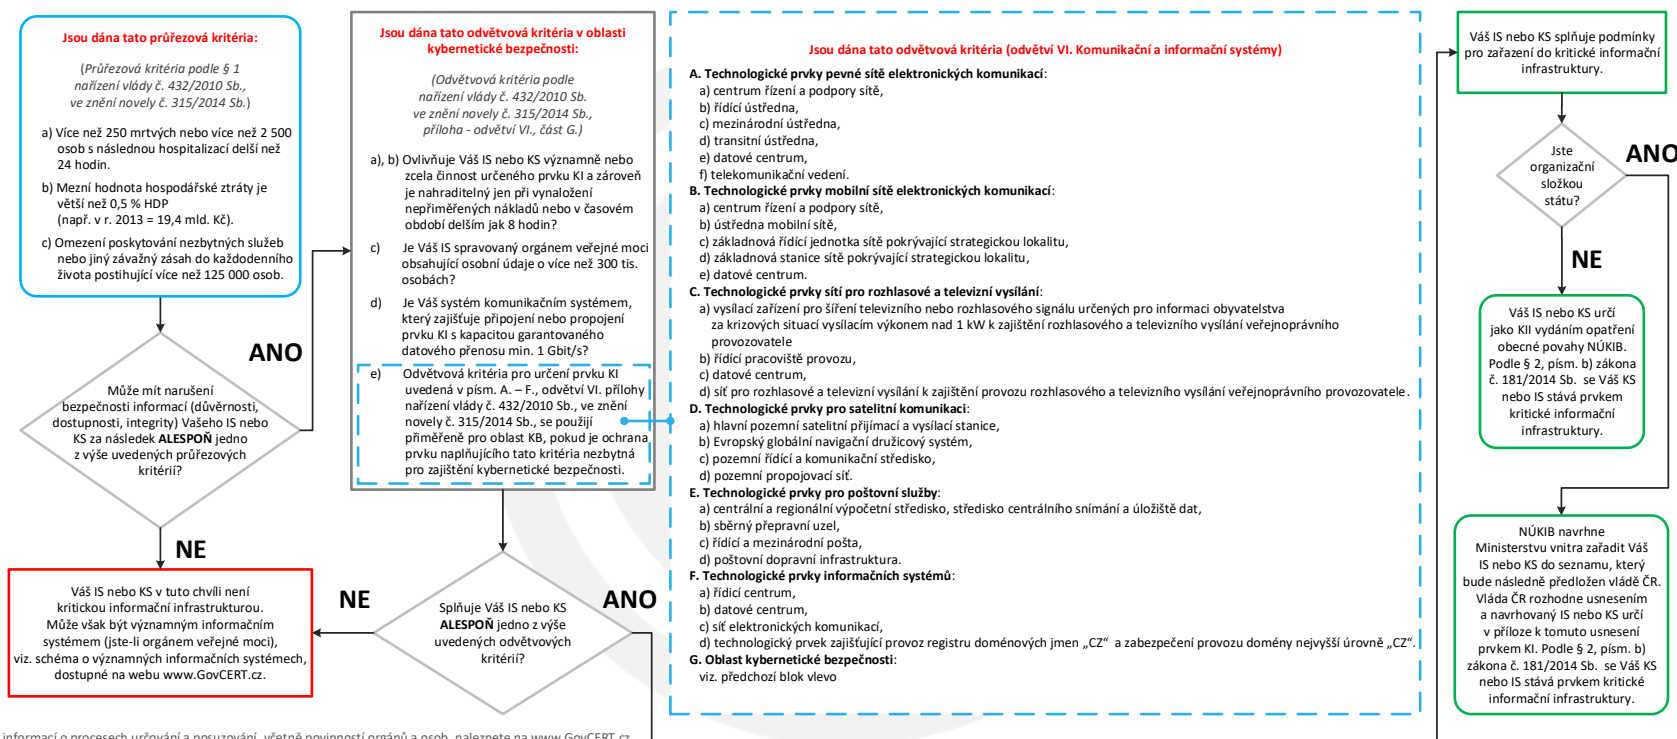 Jsou dána tato průřezová kritéria:
(Průřezová kritéria podle § 1
nařízení vlády č. 432/2010 Sb.,
ve znění novely č. 315/2014 Sb.)
a) Více než 250 mrtvých nebo více než 2 500
osob s následnou hospitalizací delší než
24 hodin.
b) Mezní hodnota hospodářské ztráty je
větší než 0,5 % HDP
(např. v r. 2013 = 19,4 mld. Kč).
c) Omezení poskytování nezbytných služeb
nebo jiný závažný zásah do každodenního
života postihující více než 125 000 osob.
ANO
Může mít narušení
bezpečnosti informací (důvěrnosti,
dostupnosti, integrity) Vašeho IS nebo
KS za následek ALESPOŇ jedno
z výše uvedených průřezových
kritérií?
NE
Váš IS nebo KS v tuto chvíli není
kritickou informační infrastrukturou.
Může však být významným informačním
systémem (jste-li orgánem veřejné moci),
viz. schéma o významných informačních systémech,
dostupné na webu www.GovCERT.cz.
Jsou dána tato odvětvová kritéria v oblasti
kybernetické bezpečnosti:
(Odvětvová kritéria podle
nařízení vlády č. 432/2010 Sb.
ve znění novely č. 315/2014 Sb.,
příloha - odvětví VI., část G.)
a), b) Ovlivňuje Váš IS nebo KS významně nebo
zcela činnost určeného prvku KI a zároveň
je nahraditelný jen při vynaložení
nepřiměřených nákladů nebo v časovém
období delším jak 8 hodin?
c) Je Váš IS spravovaný orgánem veřejné moci
obsahující osobní údaje o více než 300 tis.
osobách?
d) Je Váš systém komunikačním systémem,
který zajišťuje připojení nebo propojení
prvku KI s kapacitou garantovaného
datového přenosu min. 1 Gbit/s?
e) Odvětvová kritéria pro určení prvku KI
uvedená v písm. A. – F., odvětví VI. přílohy
nařízení vlády č. 432/2010 Sb., ve znění
novely č. 315/2014 Sb., se použijí
přiměřeně pro oblast KB, pokud je ochrana
prvku naplňujícího tato kritéria nezbytná
pro zajištění kybernetické bezpečnosti.
NE
Splňuje Váš IS nebo KS
ALESPOŇ jedno z výše
uvedených odvětvových
kritérií?
ANO
Jsou dána tato odvětvová kritéria (odvětví VI. Komunikační a informační systémy)
A. Technologické prvky pevné sítě elektronických komunikací:
a) centrum řízení a podpory sítě,
b) řídící ústředna,
c) mezinárodní ústředna,
d) transitní ústředna,
e) datové centrum,
f) telekomunikační vedení.
B. Technologické prvky mobilní sítě elektronických komunikací:
a) centrum řízení a podpory sítě,
b) ústředna mobilní sítě,
c) základnová řídící jednotka sítě pokrývající strategickou lokalitu,
d) základnová stanice sítě pokrývající strategickou lokalitu,
e) datové centrum.
C. Technologické prvky sítí pro rozhlasové a televizní vysílání:
a) vysílací zařízení pro šíření televizního nebo rozhlasového signálu určených pro informaci obyvatelstva
za krizových situací vysílacím výkonem nad 1 kW k zajištění rozhlasového a televizního vysílání veřejnoprávního
provozovatele
b) řídící pracoviště provozu,
c) datové centrum,
d) síť pro rozhlasové a televizní vysílání k zajištění provozu rozhlasového a televizního vysílání veřejnoprávního provozovatele.
D. Technologické prvky pro satelitní komunikaci:
a) hlavní pozemní satelitní přijímací a vysílací stanice,
b) Evropský globální navigační družicový systém,
c) pozemní řídící a komunikační středisko,
d) pozemní propojovací síť.
E. Technologické prvky pro poštovní služby:
a) centrální a regionální výpočetní středisko, středisko centrálního snímání a úložiště dat,
b) sběrný přepravní uzel,
c) řídící a mezinárodní pošta,
d) poštovní dopravní infrastruktura.
F. Technologické prvky informačních systémů:
a) řídicí centrum,
b) datové centrum,
c) síť elektronických komunikací,
d) technologický prvek zajišťující provoz registru doménových jmen „CZ“ a zabezpečení provozu domény nejvyšší úrovně „CZ“.
G. Oblast kybernetické bezpečnosti:
viz. předchozí blok vlevo
Váš IS nebo KS splňuje podmínky
pro zařazení do kritické informační
infrastruktury.
Jste
organizační
složkou
státu?
ANO
NE
Váš IS nebo KS určí
jako KII vydáním opatření
obecné povahy NÚKIB.
Podle § 2, písm. b) zákona
č. 181/2014 Sb. se Váš KS
nebo IS stává prvkem
kritické informační
infrastruktury.
NÚKIB navrhne
Ministerstvu vnitra zařadit Váš
IS nebo KS do seznamu, který
bude následně předložen vládě ČR.
Vláda ČR rozhodne usnesením
a navrhovaný IS nebo KS určí
v příloze k tomuto usnesení
prvkem KI. Podle § 2, písm. b)
zákona č. 181/2014 Sb. se Váš KS
nebo IS stává prvkem kritické
informační infrastruktury.
informací o procesech určování a posuzování, včetně povinností orgánů a osob, naleznete na www.GovCERT.cz